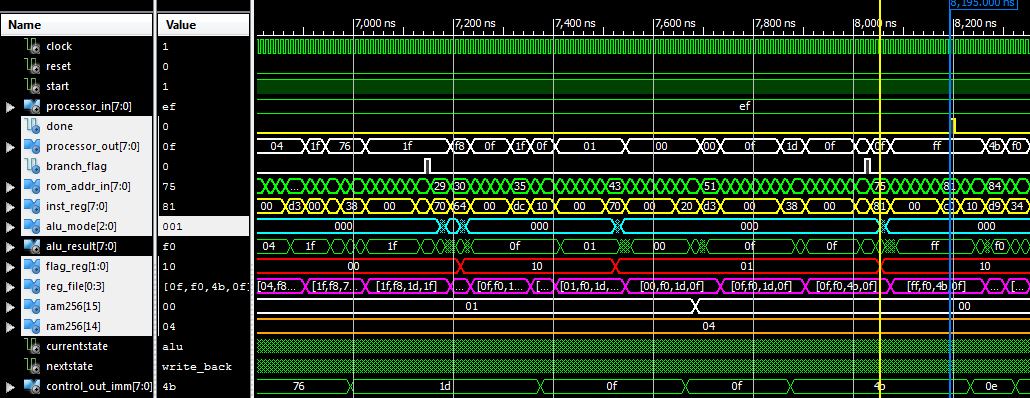 8,195.000 ns
Name Value 7,000 ns 7,200 ns 7,400 ns 7,600 ns 7,800 ns 8,000 ns 8,200 ns
clock 1
reset 0
start 1
processor_in[7:0] ef ef
done 0
processor_out[7:0] 0f 04 1f 76 1f f8 0f 1f 0f 01 00 00 0f 1d 0f 0f ff 4b f0
branch_flag 0
rom_addr_in[7:0] 75 ... 29 30 35 43 51 75 81 84
inst_reg[7:0] 81 00 d3 00 38 00 70 64 00 dc 10 00 70 00 20 d3 00 38 00 81 00 10 d9 34
alu_mode[2:0] 001 000 000 000 000
alu_result[7:0] f0 04 1f 1f 0f 01 00 0f 0f ff f0
flag_reg[1:0] 10 00 10 01 10
reg_file[0:3] [0f,f0,4b,0f] [04,f8... [1f,f8,7... [1f,f8,1d,1f] [0f,f0,1... [... [01,f0,1d,... [00,f0,1d,0f] [0f,f0,1d,0f] [0f,f0,4b,0f] [ff,f0,4b,0f] ... [...
ram256[15] 00 01 00
ram256[14] 04 04
currentstate alu
nextstate write_back
control_out_imm[7:0] 4b 76 1d 0f 0f 4b 0e